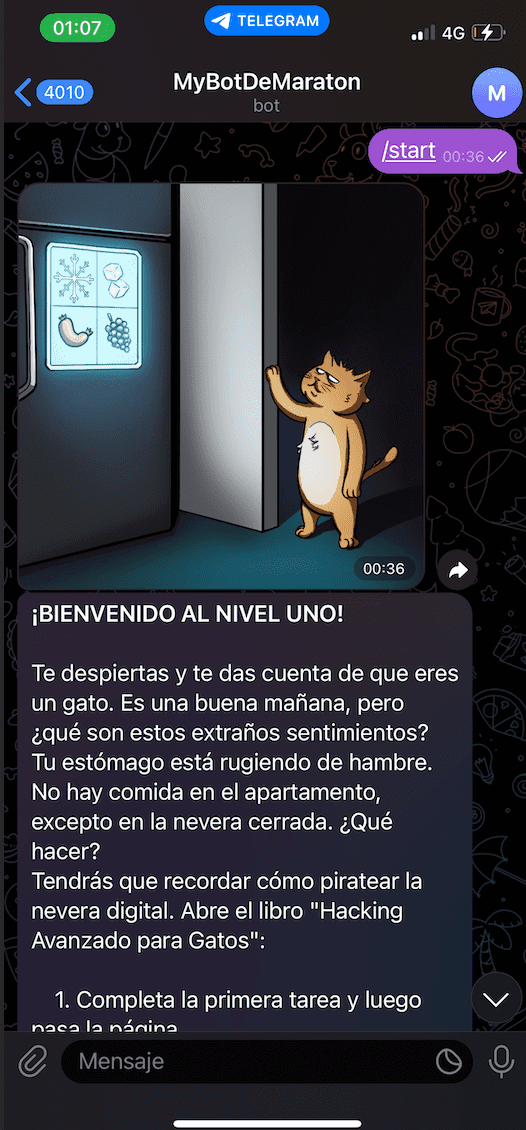 01:07
TELEGRAM
4G
4010
MyBotDeMaraton
bot
M
/start 00:36
00:36
¡BIENVENIDO AL NIVEL UNO!
Te despiertas y te das cuenta de que eres
un gato. Es una buena mañana, pero
¿qué son estos extraños sentimientos?
Tu estómago está rugiendo de hambre.
No hay comida en el apartamento,
excepto en la nevera cerrada. ¿Qué
hacer?
Tendrás que recordar cómo piratear la
nevera digital. Abre el libro "Hacking
Avanzado para Gatos":
1. Completa la primera tarea y luego
pasa la página
Mensaje